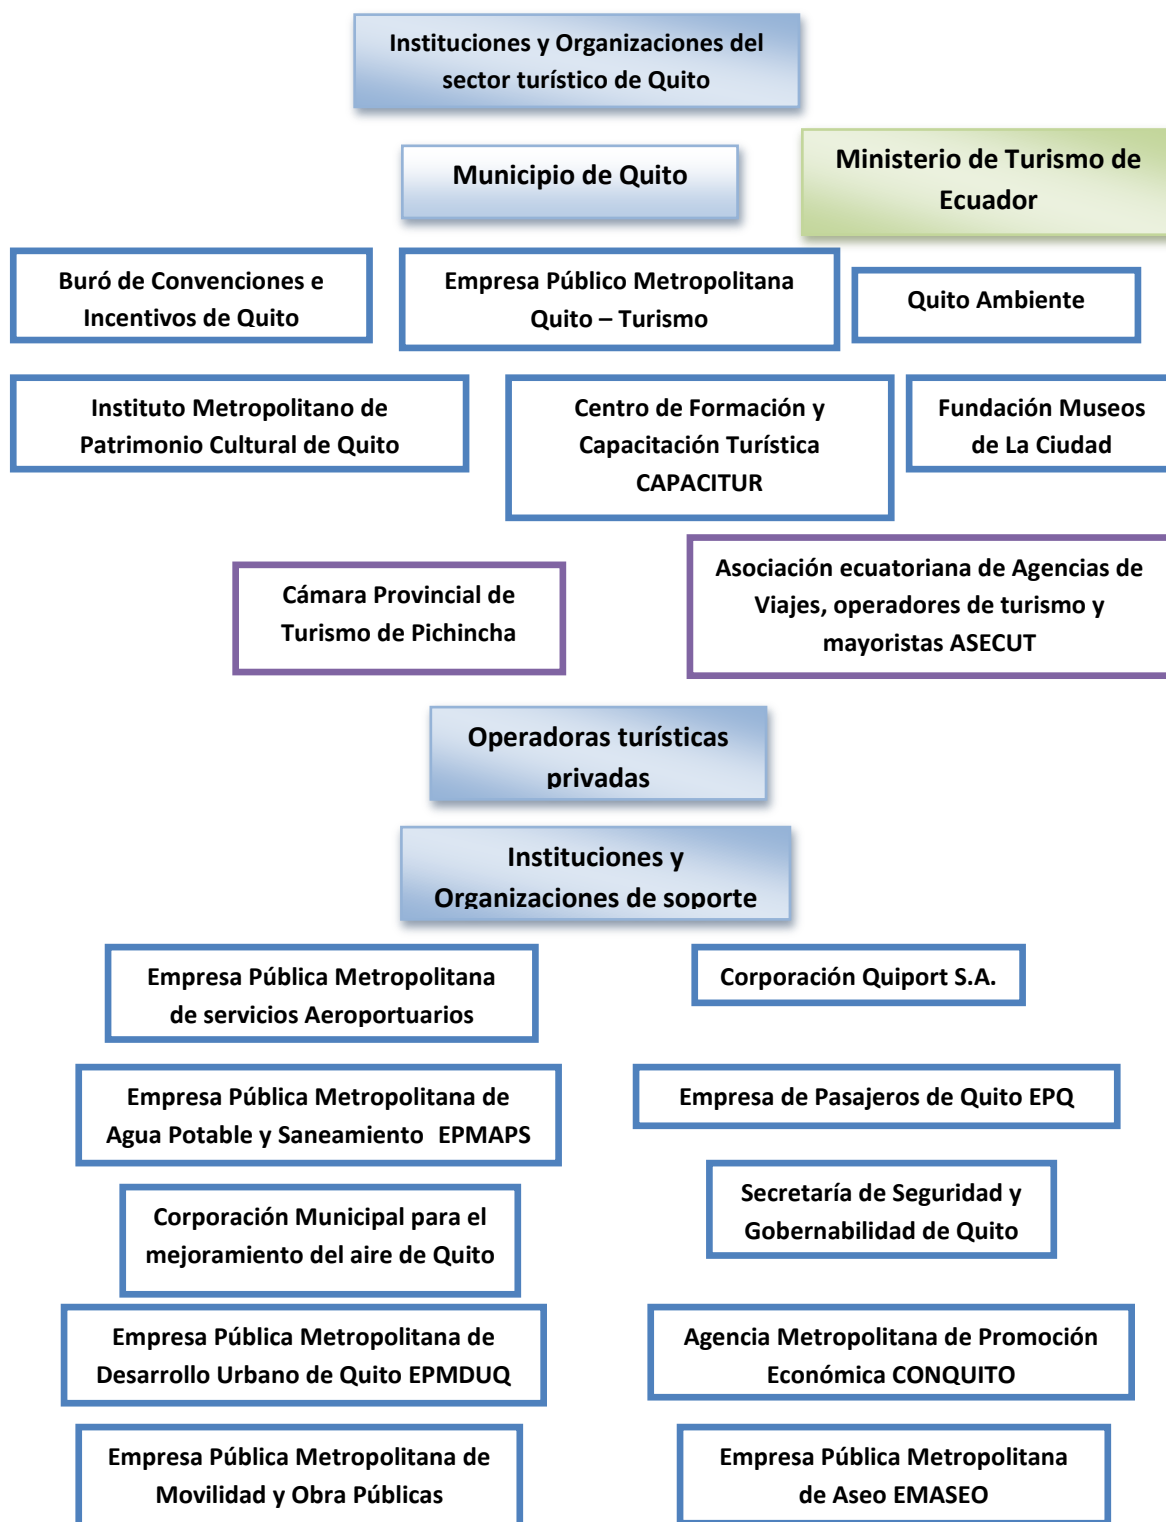 Instituciones y Organizaciones del
sector turístico de Quito
Municipio de Quito
Ministerio de Turismo de
Ecuador
Buró de Convenciones e
Incentivos de Quito
Empresa Público Metropolitana
Quito – Turismo
Quito Ambiente
Instituto Metropolitano de
Patrimonio Cultural de Quito
Centro de Formación y
Capacitación Turística
CAPACITUR
Fundación Museos
de La Ciudad
Cámara Provincial de
Turismo de Pichincha
Asociación ecuatoriana de Agencias de
Viajes, operadores de turismo y
mayoristas ASECUT
Operadoras turísticas
privadas
Instituciones y
Organizaciones de soporte
Empresa Pública Metropolitana
de servicios Aeroportuarios
Corporación Quiport S.A.
Empresa Pública Metropolitana de
Agua Potable y Saneamiento EPMAPS
Empresa de Pasajeros de Quito EPQ
Corporación Municipal para el
mejoramiento del aire de Quito
Secretaría de Seguridad y
Gobernabilidad de Quito
Empresa Pública Metropolitana de
Desarrollo Urbano de Quito EPMDUQ
Agencia Metropolitana de Promoción
Económica CONQUITO
Empresa Pública Metropolitana de
Movilidad y Obra Públicas
Empresa Pública Metropolitana
de Aseo EMASEO